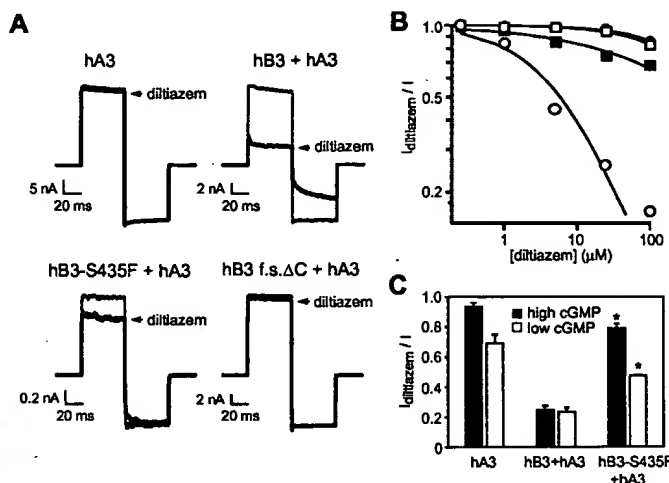 A
hA3
diltiazem
5 nA
20 ms
hB3 + hA3
diltiazem
2 nA
20 ms
hB3-S435F + hA3
diltiazem
0.2 nA
20 ms
hB3 f.s.ΔC + hA3
diltiazem
2 nA
20 ms
B
1.0
0.5
0.2
Idiltiazem / I
1
10
100
[diltiazem] (μM)
C
1.0
0.8
0.6
0.4
0.2
0
Idiltiazem / I
high cGMP
low cGMP
*
*
hA3
hB3+hA3
hB3-S435F
+hA3